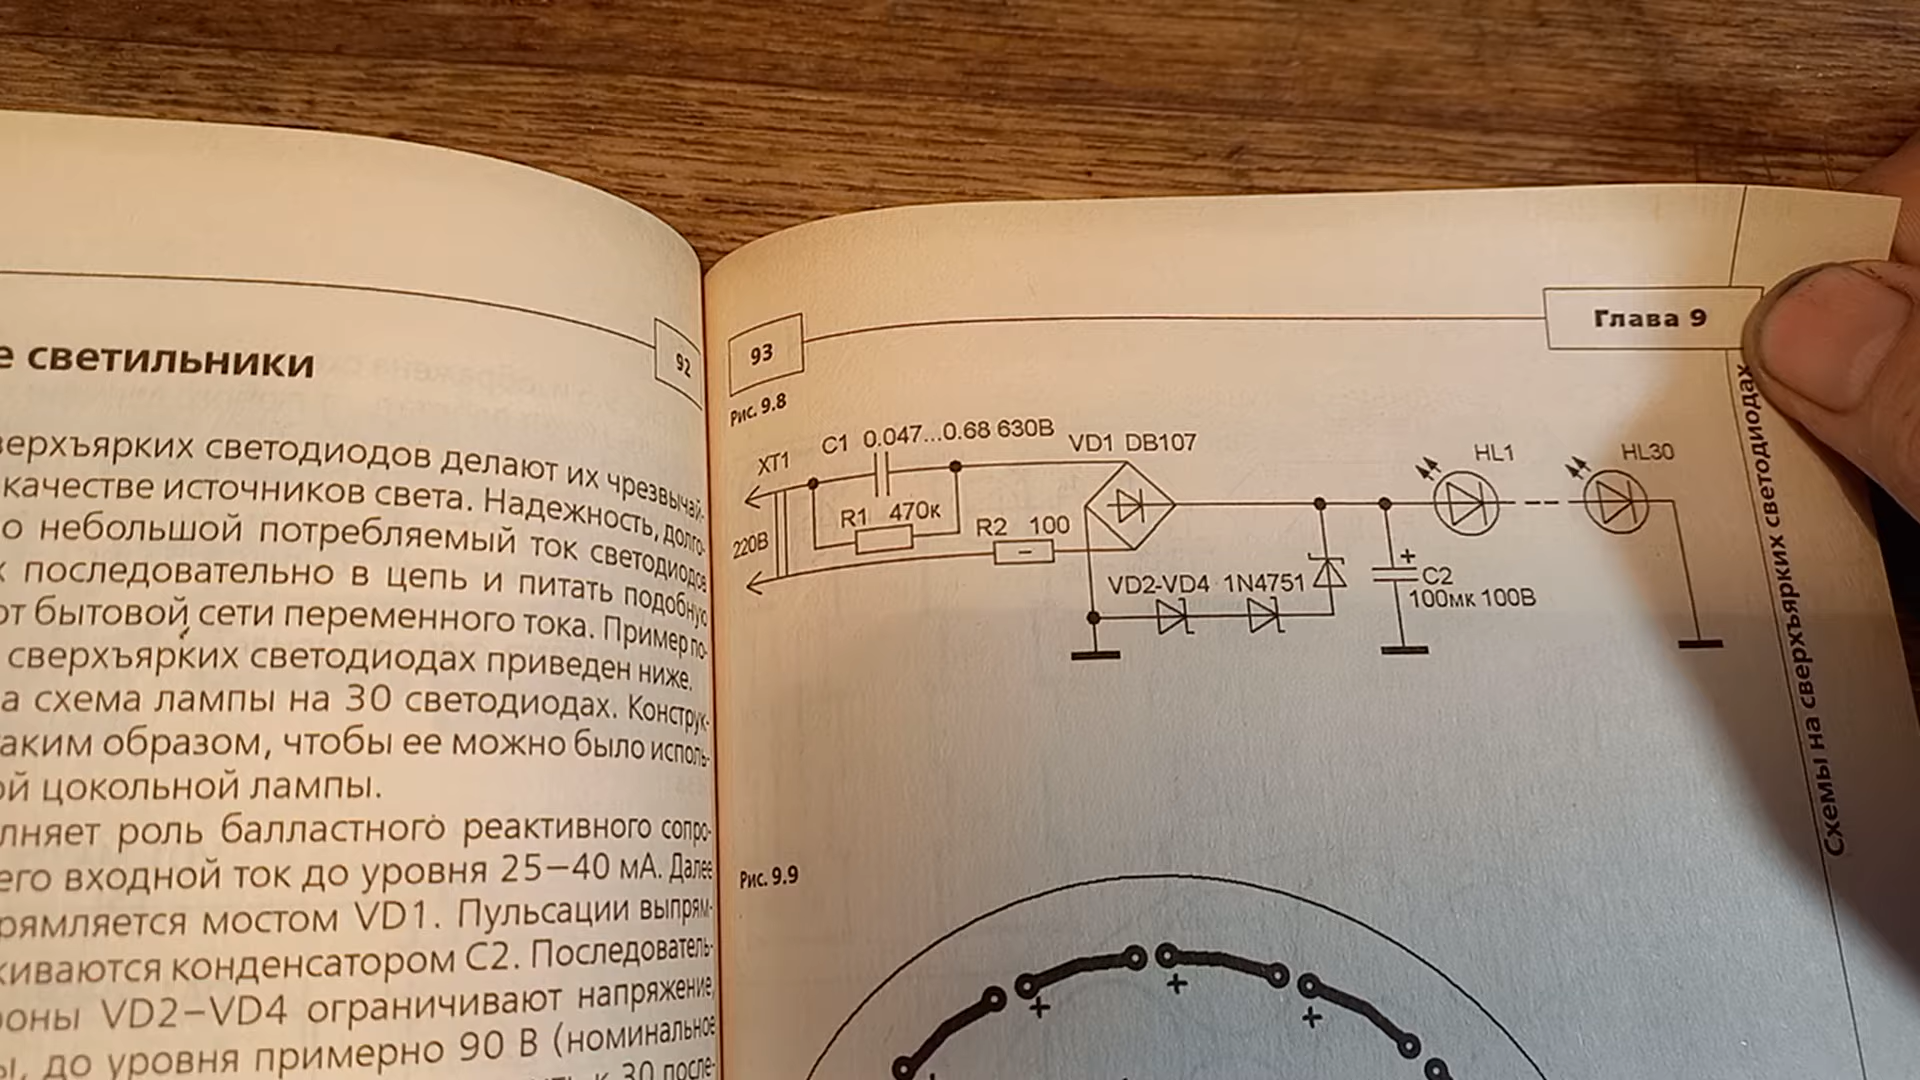 е светильники
92
верхъярких светодиодов делают их чрезвычай-
качестве источников света. Надежность, долго-
о небольшой потребляемый ток светодиодов
к последовательно в цепь и питать подобную
от бытовой сети переменного тока. Пример по-
сверхъярких светодиодах приведен ниже.
а схема лампы на 30 светодиодах. Конструк-
аким образом, чтобы ее можно было исполь-
ой цокольной лампы.
лняет роль балластного реактивного сопро-
его входной ток до уровня 25–40 мА. Далее
рямляется мостом VD1. Пульсации выпрям-
живаются конденсатором С2. Последователь-
роны VD2–VD4 ограничивают напряжение
ы, до уровня примерно 90 В (номинальное
к 30 после-
93
Глава 9
Схемы на сверхъярких светодиодах
Рис. 9.8
XT1
C1 0.047...0.68 630В
VD1 DB107
HL1
HL30
R1 470к
220В
R2 100
VD2-VD4 1N4751
+
C2
100мк 100В
Рис. 9.9
+
+
+